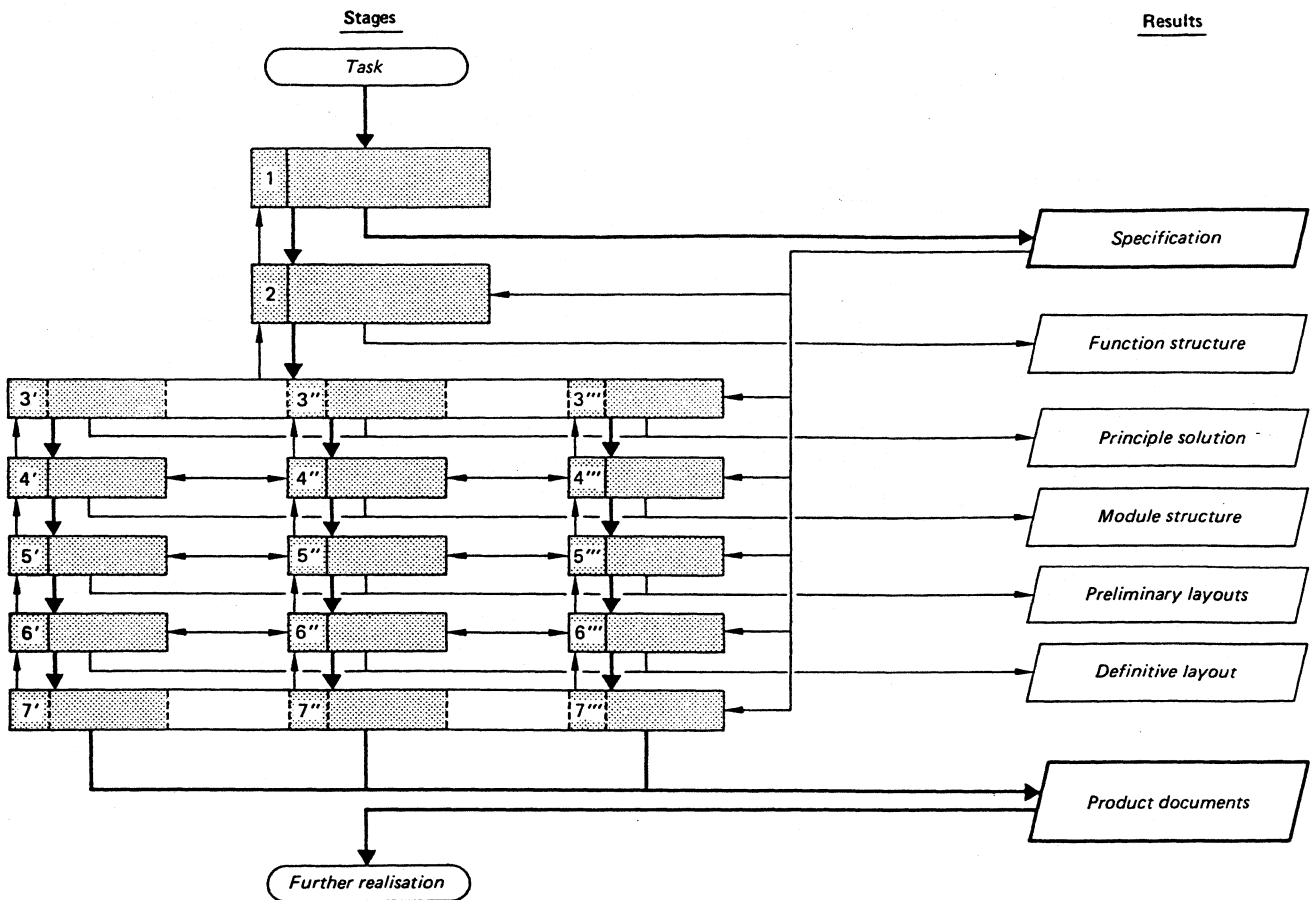 Stages
Results
Task
1
Specification
2
Function structure
3' 3'' 3'''
Principle solution
4' 4'' 4'''
Module structure
5' 5'' 5'''
Preliminary layouts
6' 6'' 6'''
Definitive layout
7' 7'' 7'''
Product documents
Further realisation